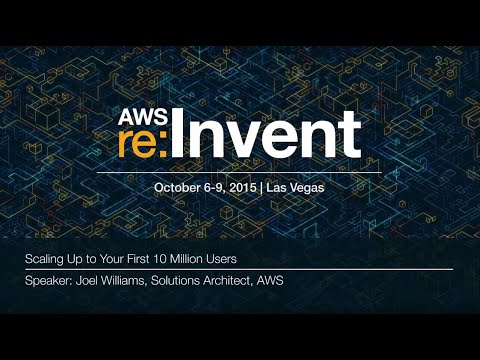 AWS
re:Invent
October 6-9, 2015 | Las Vegas
Scaling Up to Your First 10 Million Users
Speaker: Joel Williams, Solutions Architect, AWS